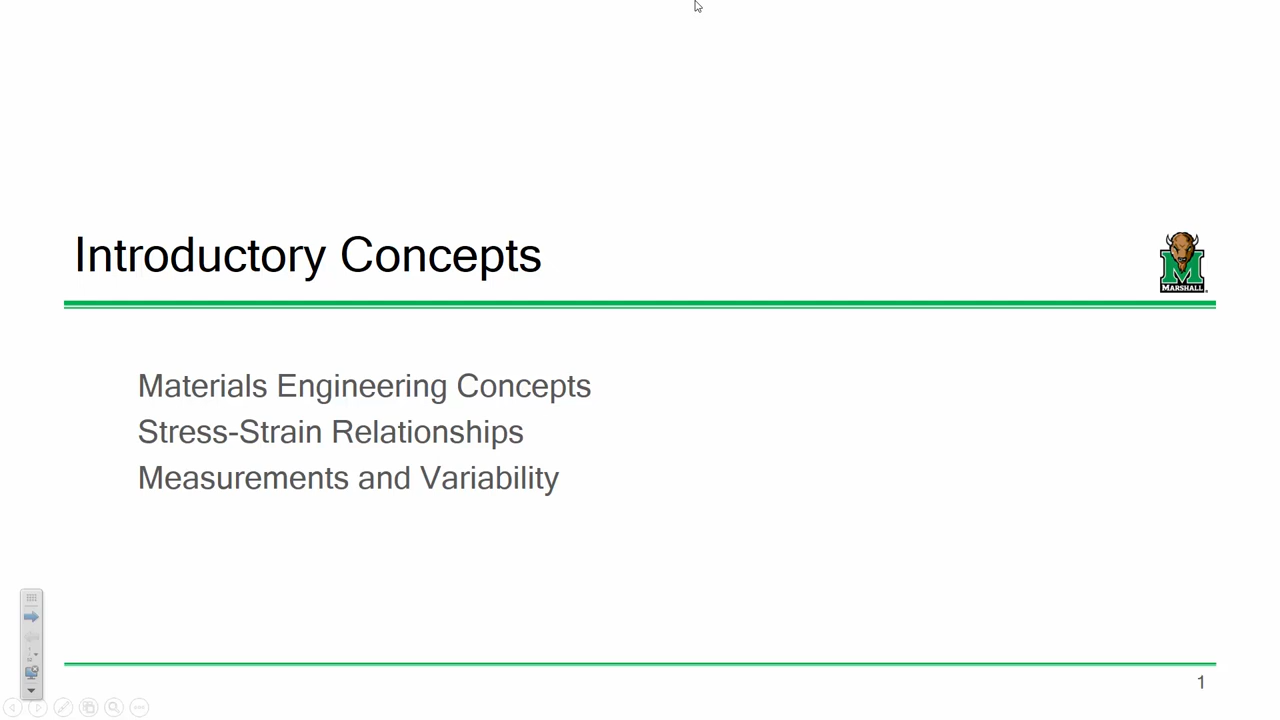 Introductory Concepts
MARSHALL
Materials Engineering Concepts
Stress-Strain Relationships
Measurements and Variability
1